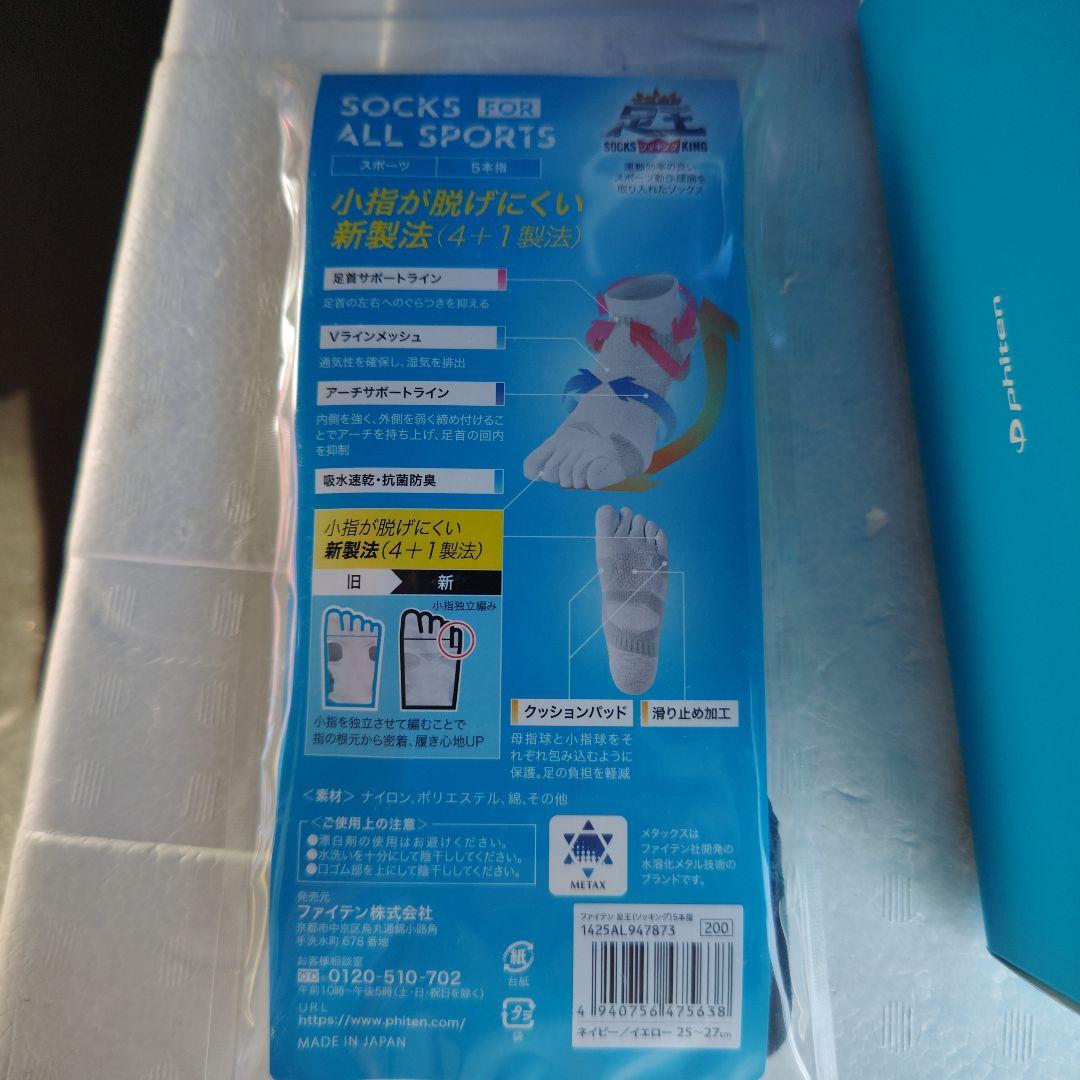 SOCKS FOR
ALL SPORTS
スポーツ 5本指
足王
SOCKS ソッキング KING
運動効率の良い
スポーツ動作理論を
取り入れたソックス
小指が脱げにくい
新製法(4+1製法)
足首サポートライン
足首の左右へのぐらつきを抑える
Vラインメッシュ
通気性を確保し、湿気を排出
アーチサポートライン
内側を強く、外側を弱く締め付けるこ
とでアーチを持ち上げ、足首の回内
を抑制
吸水速乾・抗菌防臭
小指が脱げにくい
新製法(4+1製法)
旧 新
小指独立編み
小指を独立させて編むことで
指の根元から密着、履き心地UP
クッションパッド
母指球と小指球をそ
れぞれ包み込むように
保護。足の負担を軽減
滑り止め加工
<素材> ナイロン、ポリエステル、綿、その他
<ご使用上の注意>
●漂白剤の使用はお避けください。
●水洗いを十分にして陰干ししてください。
●口ゴム部を上にして陰干ししてください。
METAX
メタックスは
ファイテン社開発の
水溶化メタル技術の
ブランドです。
発売元
ファイテン株式会社
京都市中京区烏丸通錦小路角
手洗水町678番地
お客様相談室
0120-510-702
午前10時~午後5時(土・日・祝日を除く)
URL
https://www.phiten.com/
MADE IN JAPAN
紙
台紙
プラ
袋
ファイテン 足王(ソッキング)5本指
1425AL947873 200
4 940756 475638
ネイビー/イエロー 25~27cm
phiten